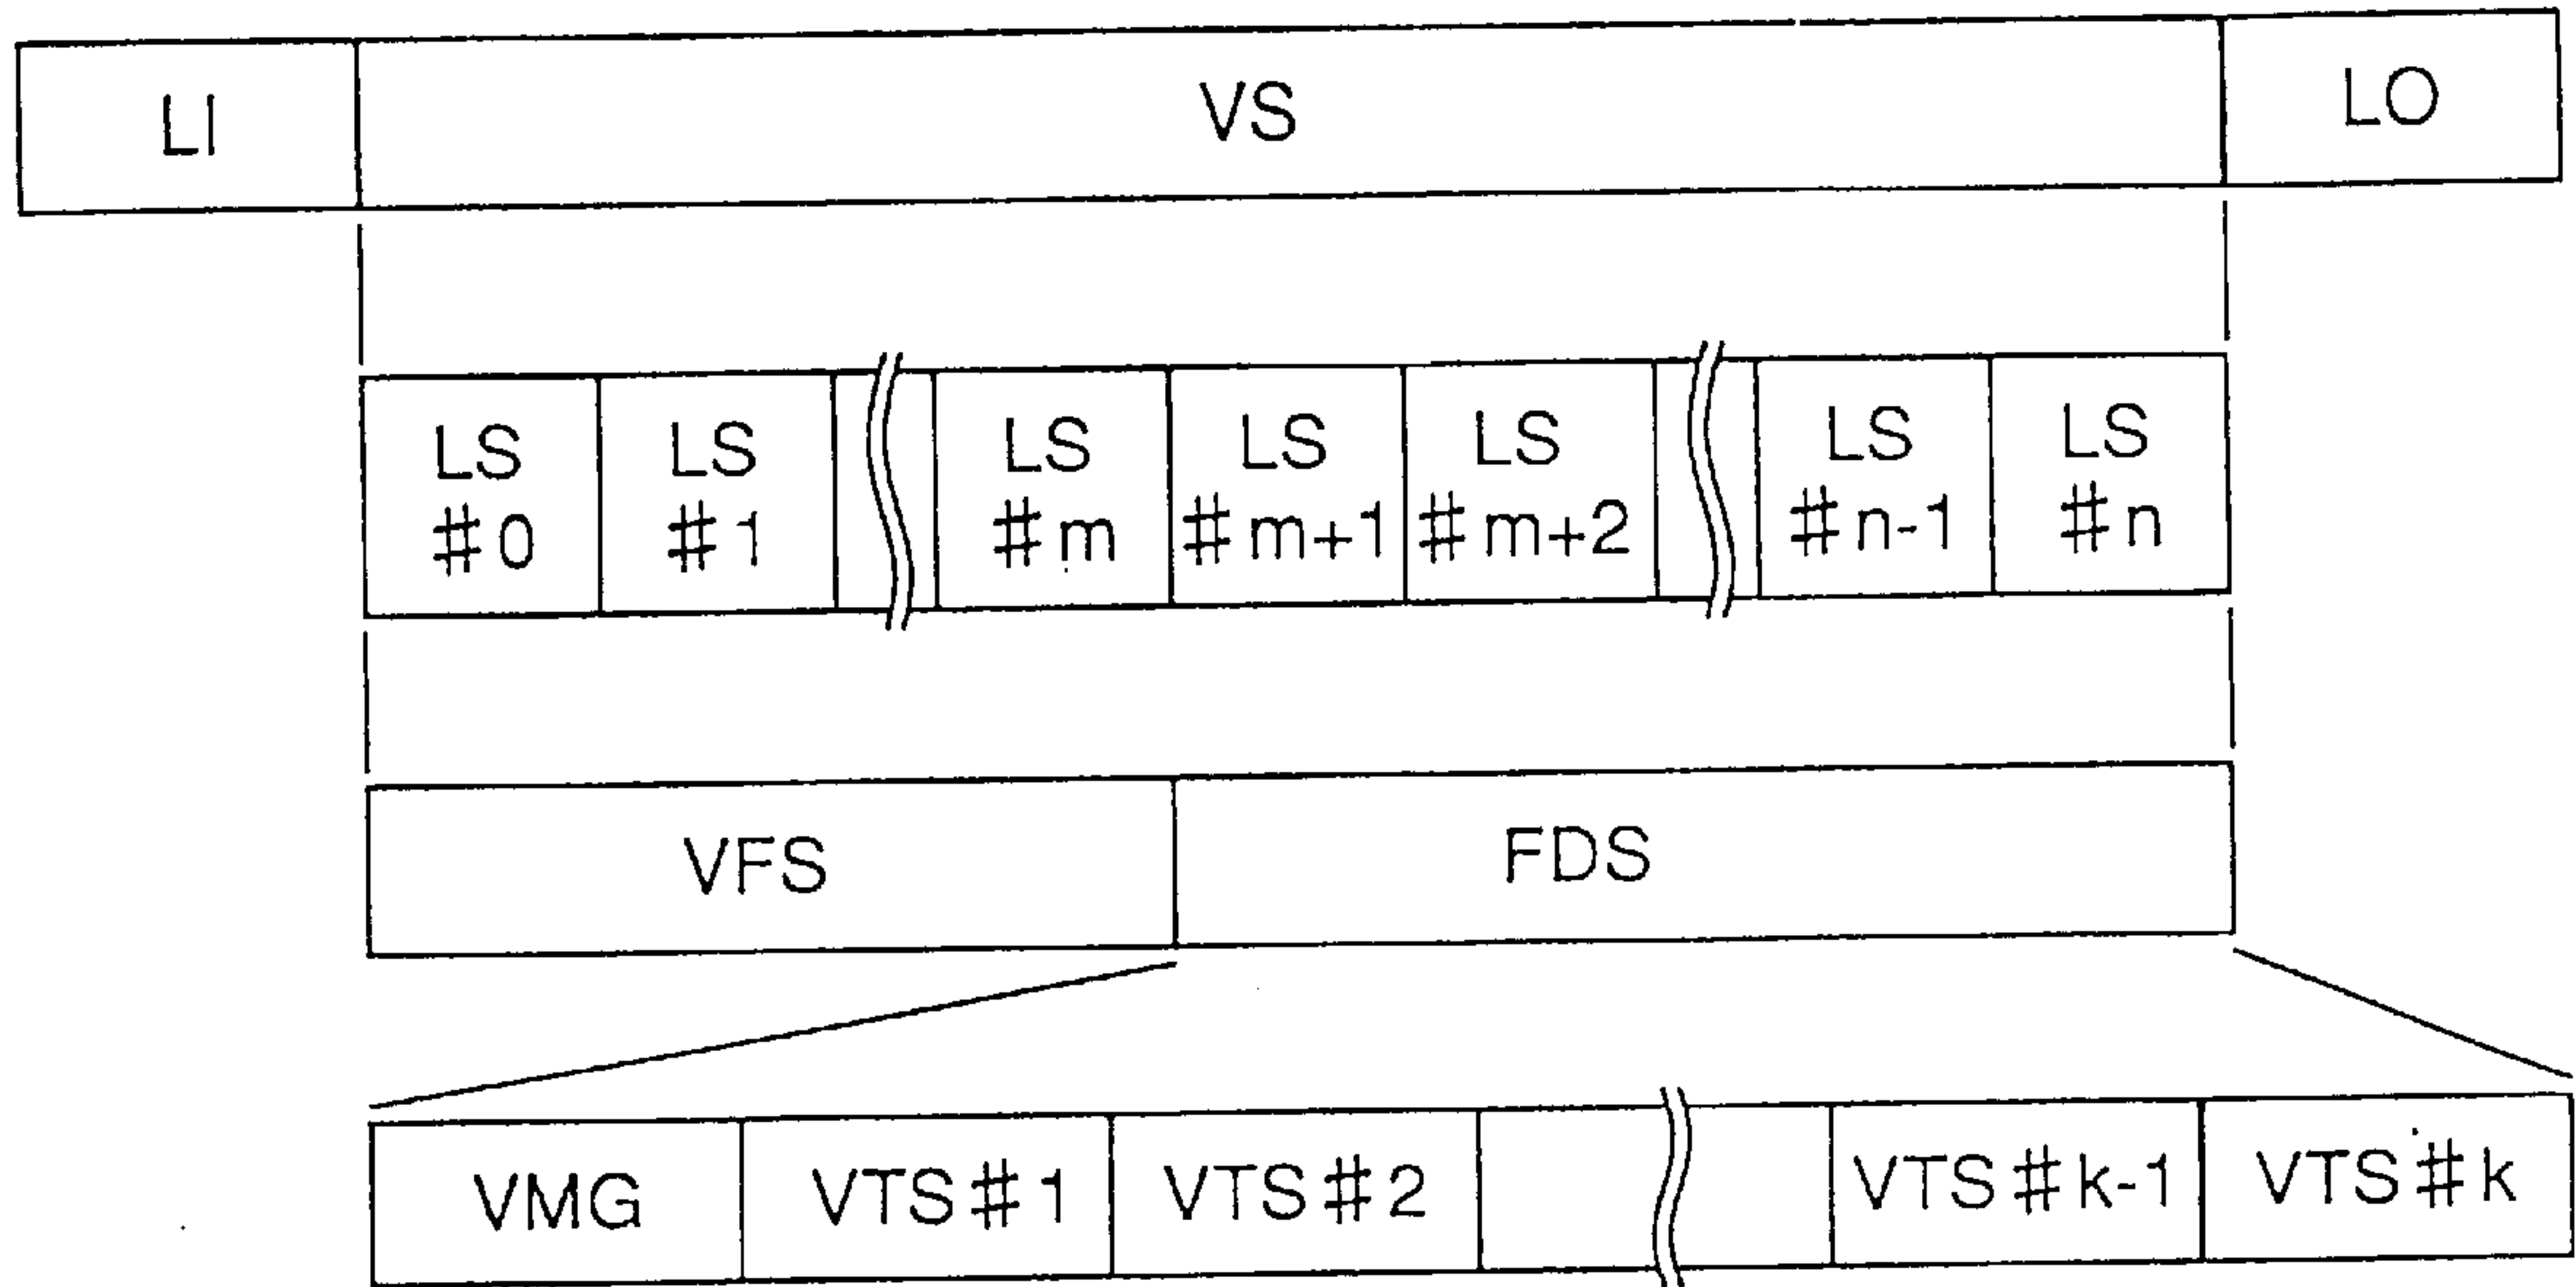 LI VS LO
LS LS LS LS LS LS LS
#0 #1 #m #m+1 #m+2 #n-1 #n
VFS FDS
VMG VTS#1 VTS#2 VTS#k-1 VTS#k